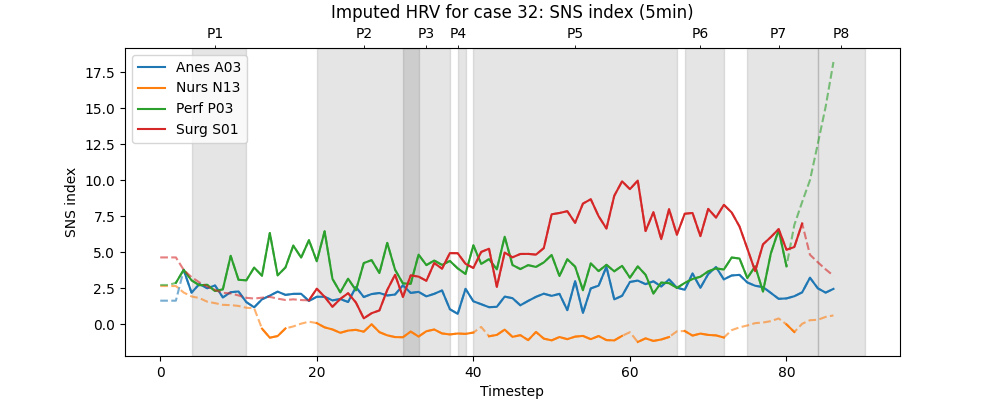 Imputed HRV for case 32: SNS index (5min)
P1 P2 P3 P4 P5 P6 P7 P8
Anes A03
Nurs N13
Perf P03
Surg S01
SNS index
17.5
15.0
12.5
10.0
7.5
5.0
2.5
0.0
0 20 40 60 80
Timestep